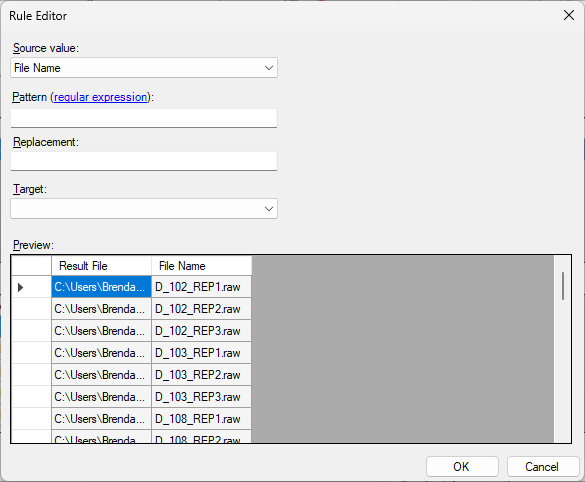 Rule Editor
Source value:
File Name
Pattern (regular expression):
Replacement:
Target:
Preview:
Result File File Name
C:\Users\Brenda... D_102_REP1.raw
C:\Users\Brenda... D_102_REP2.raw
C:\Users\Brenda... D_102_REP3.raw
C:\Users\Brenda... D_103_REP1.raw
C:\Users\Brenda... D_103_REP2.raw
C:\Users\Brenda... D_103_REP3.raw
C:\Users\Brenda... D_108_REP1.raw
C:\Users\Brenda... D_108_REP2.raw
OK Cancel